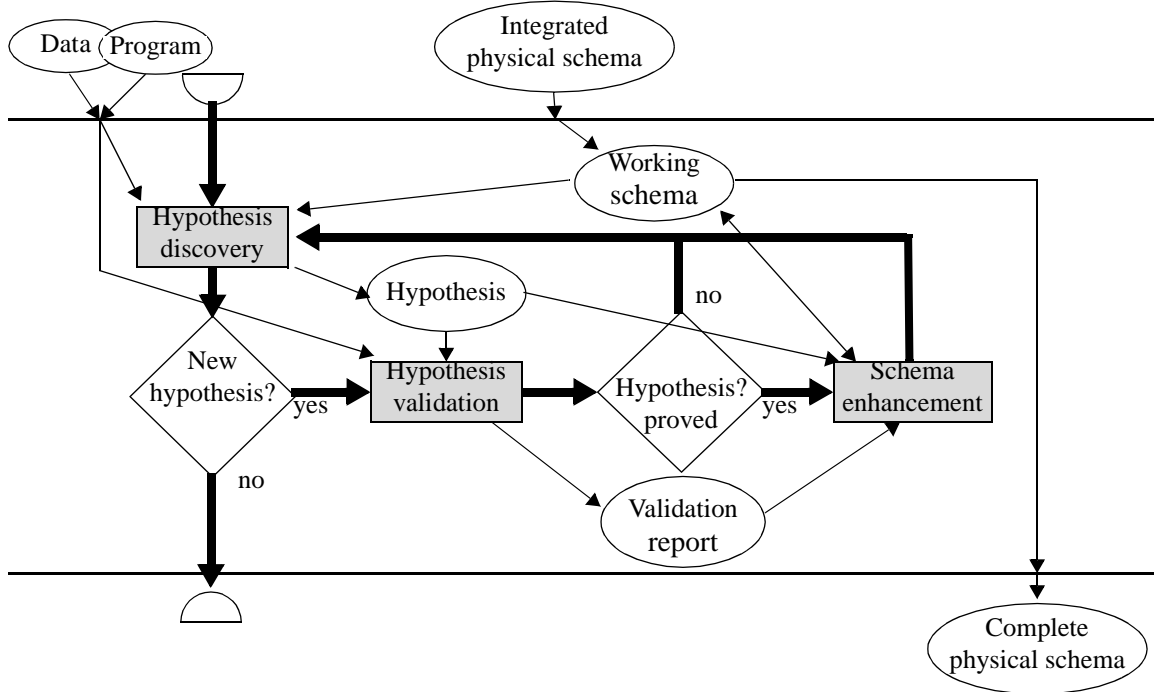 Data
Program
Integrated
physical schema
Working
schema
Hypothesis
discovery
Hypothesis
no
New
hypothesis?
yes
Hypothesis
validation
Hypothesis?
proved
yes
Schema
enhancement
no
Validation
report
Complete
physical schema